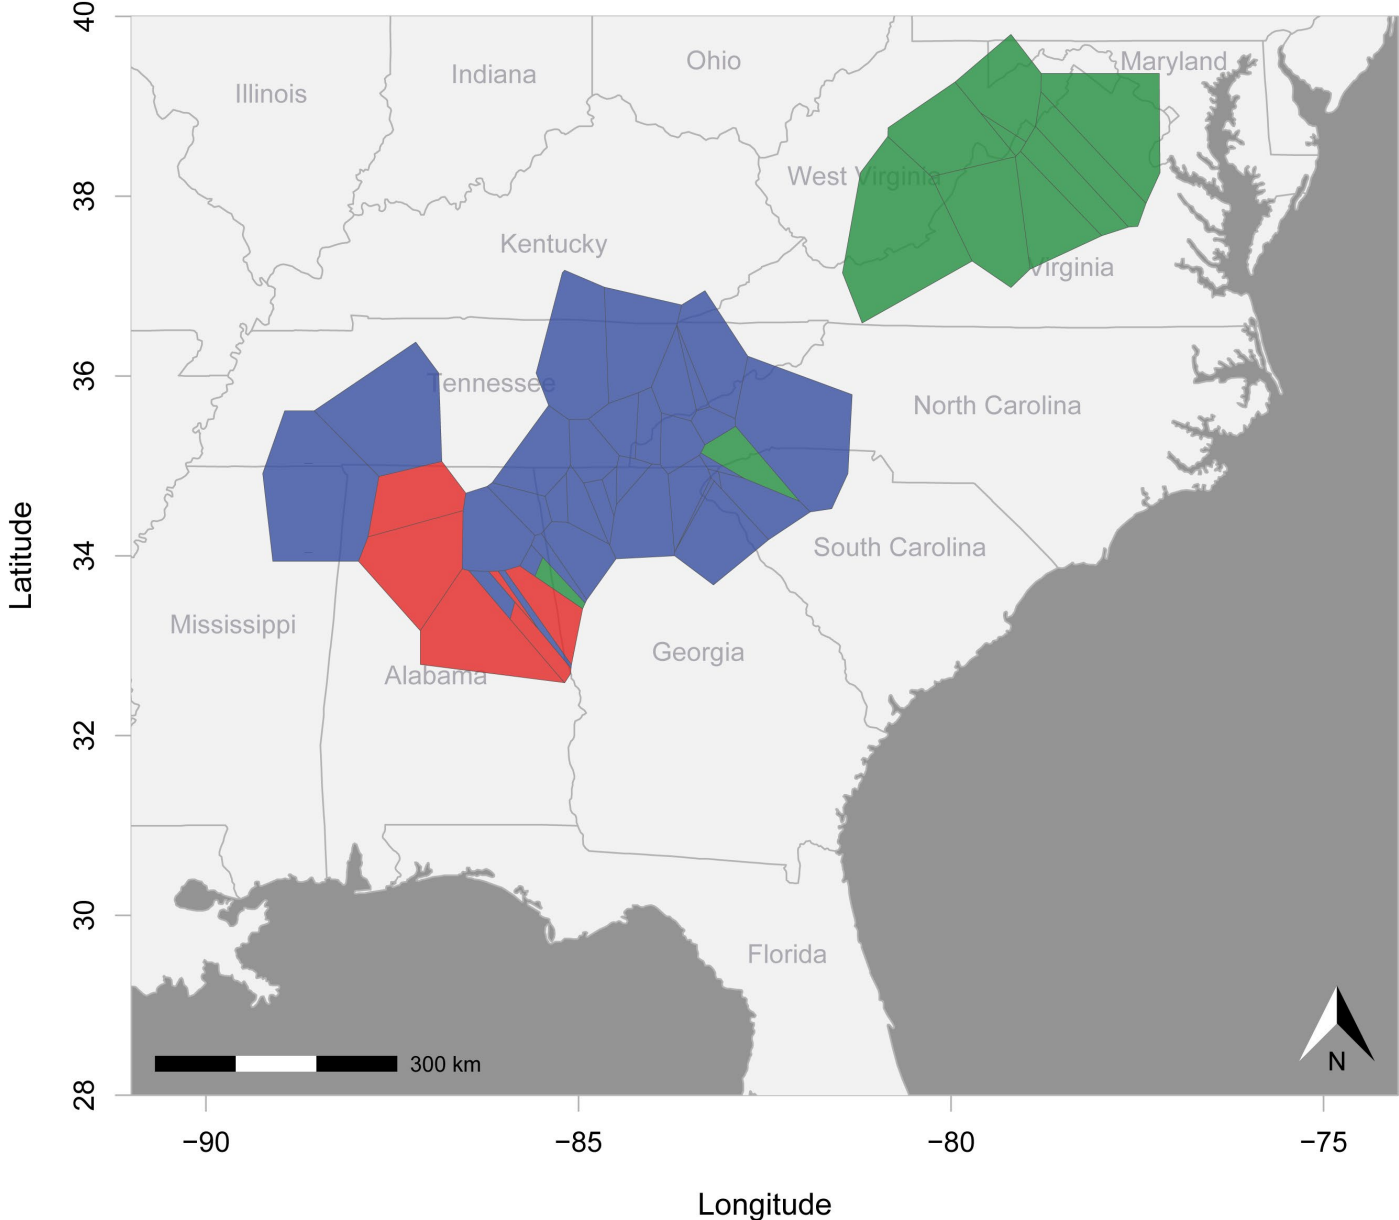 40
38
36
34
32
30
28
Latitude
Illinois
Indiana
Ohio
Maryland
West Virginia
Kentucky
Virginia
Tennessee
North Carolina
South Carolina
Mississippi
Alabama
Georgia
Florida
300 km
N
−90
−85
−80
−75
Longitude